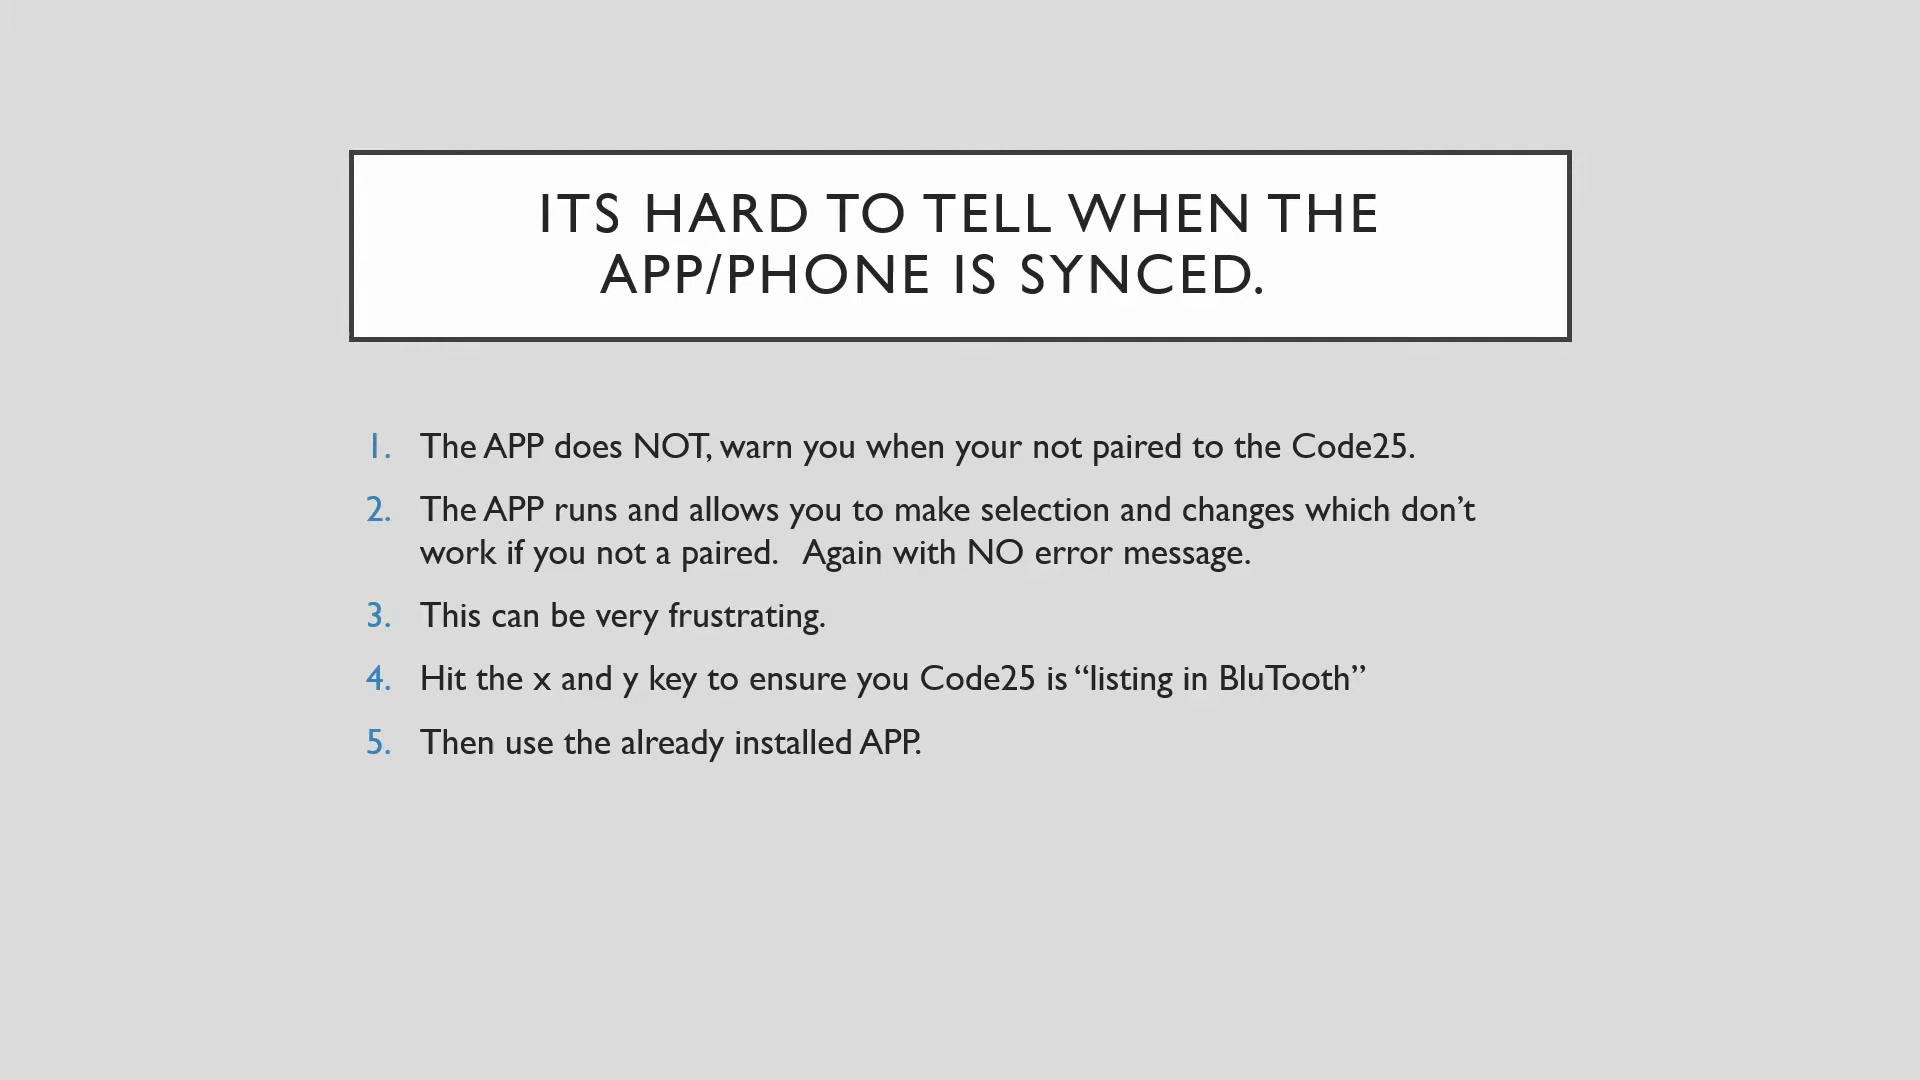 ITS HARD TO TELL WHEN THE
APP/PHONE IS SYNCED.
1. The APP does NOT, warn you when your not paired to the Code25.
2. The APP runs and allows you to make selection and changes which don’t
work if you not a paired.   Again with NO error message.
3. This can be very frustrating.
4. Hit the x and y key to ensure you Code25 is “listing in BluTooth”
5. Then use the already installed APP.